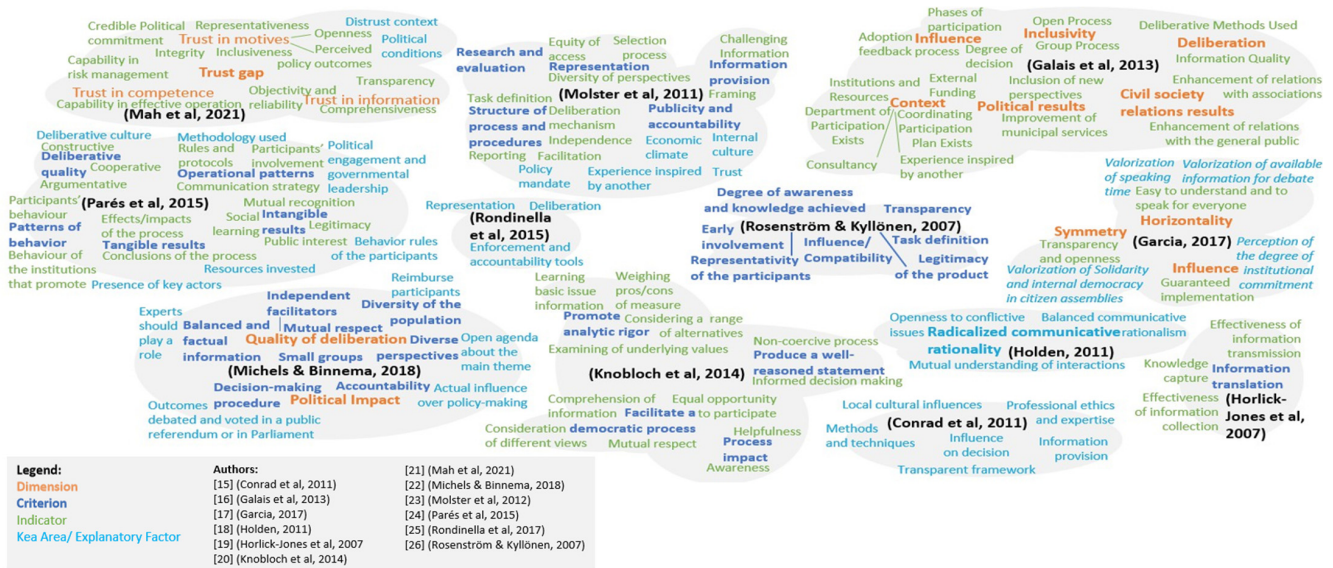 Credible Political
commitment
Representativeness
Distrust context
Trust in motives
Openness
Political
conditions
Integrity
Inclusiveness
Perceived
policy outcomes
Capability in
risk management
Trust gap
Transparency
Trust in competence
Objectivity and
reliability
Trust in information
Capability in effective operation
Comprehensiveness
(Mah et al, 2021)
Research and
evaluation
Equity of
access
Selection
process
Challenging
Information
Representation
Information
provision
Diversity of perspectives
(Molster et al, 2011)
Framing
Task definition
Structure of
process and
procedures
Deliberation
mechanism
Publicity and
accountability
Independence
Economic
climate
Internal
culture
Reporting
Facilitation
Policy
mandate
Experience inspired
by another
Trust
Phases of
participation
Open Process
Deliberative Methods Used
Adoption
feedback process
Influence
Inclusivity
Group Process
Deliberation
Degree of
decision
(Galais et al, 2013)
Information Quality
Institutions and
Resources
External
Funding
Inclusion of new
perspectives
Enhancement of relations
with associations
Context
Political results
Civil society
relations results
Department of
Participation
Exists
Coordinating
Participation
Plan Exists
Improvement of
municipal services
Enhancement of relations
with the general public
Consultancy
Experience inspired
by another
Deliberative culture
Methodology used
Constructive
Rules and
protocols
Participants'
involvement
Political
engagement and
governmental
leadership
Deliberative
quality
Cooperative
Operational patterns
Argumentative
Communication strategy
Participants'
behaviour
(Parés et al, 2015)
Mutual recognition
Patterns of
behavior
Effects/impacts
of the process
Social
learning
Intangible
results
Legitimacy
Tangible results
Public interest
Behavior rules
of the participants
Behaviour of
the institutions
that promote
Conclusions of the process
Resources invested
Presence of key actors
Representation
Deliberation
(Rondinella
et al, 2015)
Enforcement and
accountability tools
Degree of awareness
and knowledge achieved
Transparency
Early
involvement
(Rosenström & Kyllönen, 2007)
Influence/
Compatibility
Task definition
Representativity
of the participants
Legitimacy
of the product
Valorization
of speaking
time
Valorization of available
information for debate
Easy to understand and to
speak for everyone
Horizontality
Symmetry
(Garcia, 2017)
Transparency
and openness
Perception of
the degree of
institutional
commitment
Valorization of Solidarity
and internal democracy
in citizen assemblies
Influence
Guaranteed
implementation
Reimburse
participants
Experts
should
play a
role
Independent
facilitators
Diversity of the
population
Balanced and
factual
information
Mutual respect
Quality of deliberation
Diverse
perspectives
Open agenda
about the
main theme
Small groups
(Michels & Binnema, 2018)
Decision-making
procedure
Accountability
Actual influence
over policy-making
Political Impact
Outcomes
debated and voted in a public
referendum or in Parliament
Learning
basic issue
information
Weighing
pros/cons
of measure
Promote
analytic rigor
Considering a range
of alternatives
Examining of underlying values
Non-coercive process
Produce a well-
reasoned statement
(Knobloch et al, 2014)
Informed decision making
Comprehension of
information
Equal opportunity
to participate
Facilitate a
democratic process
Consideration
of different views
Mutual respect
Helpfulness
Process
impact
Awareness
Openness to conflictive
issues
Balanced communicative
rationalism
Radicalized communicative
rationality
(Holden, 2011)
Mutual understanding of interactions
Local cultural influences
Professional ethics
and expertise
Methods
and techniques
(Conrad et al, 2011)
Influence
on decision
Information
provision
Transparent framework
Effectiveness of
information
transmission
Knowledge
capture
Information
translation
Effectiveness
of information
collection
(Horlick-
Jones et al,
2007)
Legend:
Dimension
Criterion
Indicator
Kea Area/ Explanatory Factor
Authors:
[15] (Conrad et al, 2011)
[16] (Galais et al, 2013)
[17] (Garcia, 2017)
[18] (Holden, 2011)
[19] (Horlick-Jones et al, 2007
[20] (Knobloch et al, 2014)
[21] (Mah et al, 2021)
[22] (Michels & Binnema, 2018)
[23] (Molster et al, 2012)
[24] (Parés et al, 2015)
[25] (Rondinella et al, 2017)
[26] (Rosenström & Kyllönen, 2007)